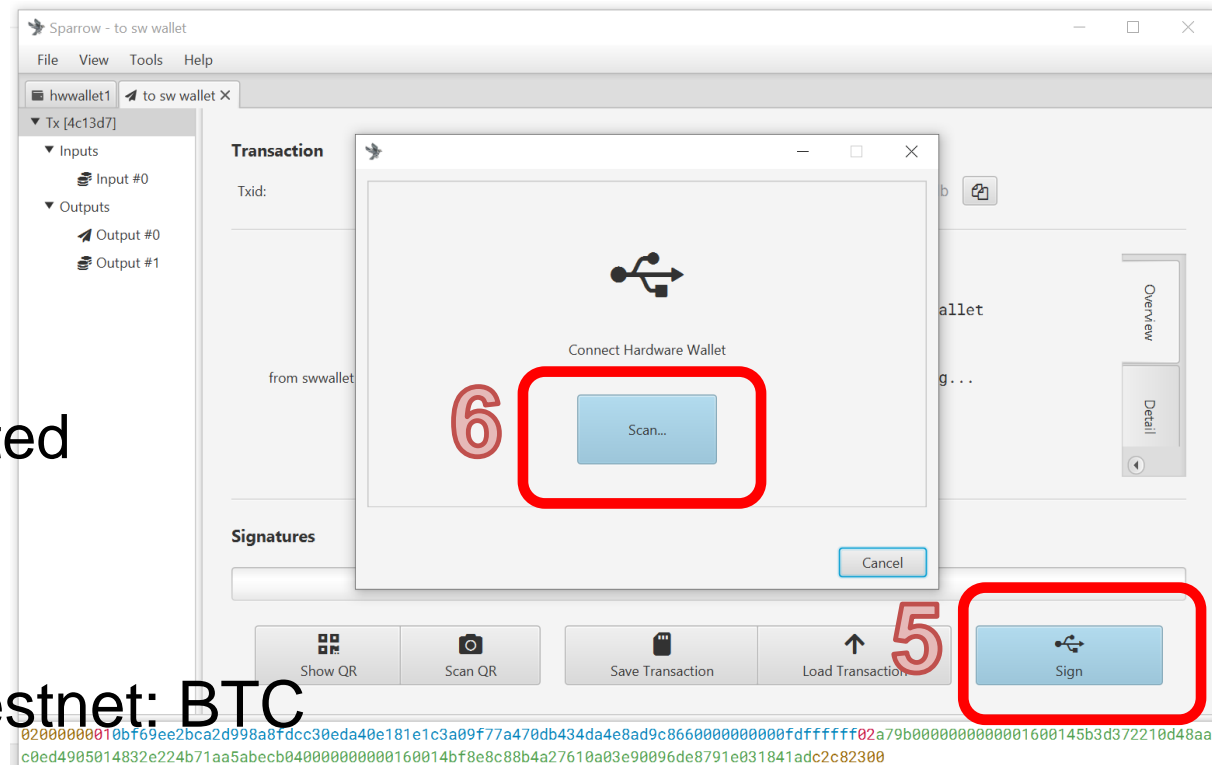 Sparrow - to sw wallet
File View Tools Help
hwwallet1 to sw wallet
Tx [4c13d7]
Inputs
Input #0
Outputs
Output #0
Output #1
Transaction
Txid:
b
allet
from swwallet
g...
Overview
Detail
Connect Hardware Wallet
6
Scan...
Cancel
ted
Signatures
5
Show QR
Scan QR
Save Transaction
Load Transaction
Sign
estnet: BTC
02000000010bf69ee2bca2d998a8fdcc30eda40e181e1c3a09f77a470db434da4e8ad9c8660000000000fdffffff02a79b0000000000001600145b3d372210d48aa
c0ed4905014832e224b71aa5abecb040000000000160014bf8e8c88b4a27610a03e90096de8791e031841adc2c82300